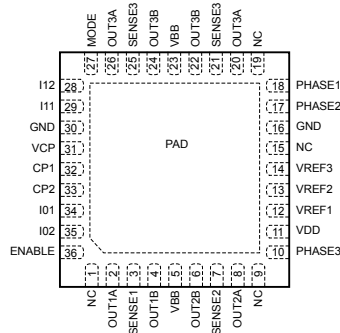 MODE
OUT3A
SENSE3
OUT3B
VBB
OUT3B
SENSE3
OUT3A
NC
27
26
25
24
23
22
21
20
19
I12 28
I11 29
GND 30
VCP 31
CP1 32
CP2 33
I01 34
I02 35
ENABLE 36
PAD
18 PHASE1
17 PHASE2
16 GND
15 NC
14 VREF3
13 VREF2
12 VREF1
11 VDD
10 PHASE3
1
2
3
4
5
6
7
8
9
NC
OUT1A
SENSE1
OUT1B
VBB
OUT2B
SENSE2
OUT2A
NC